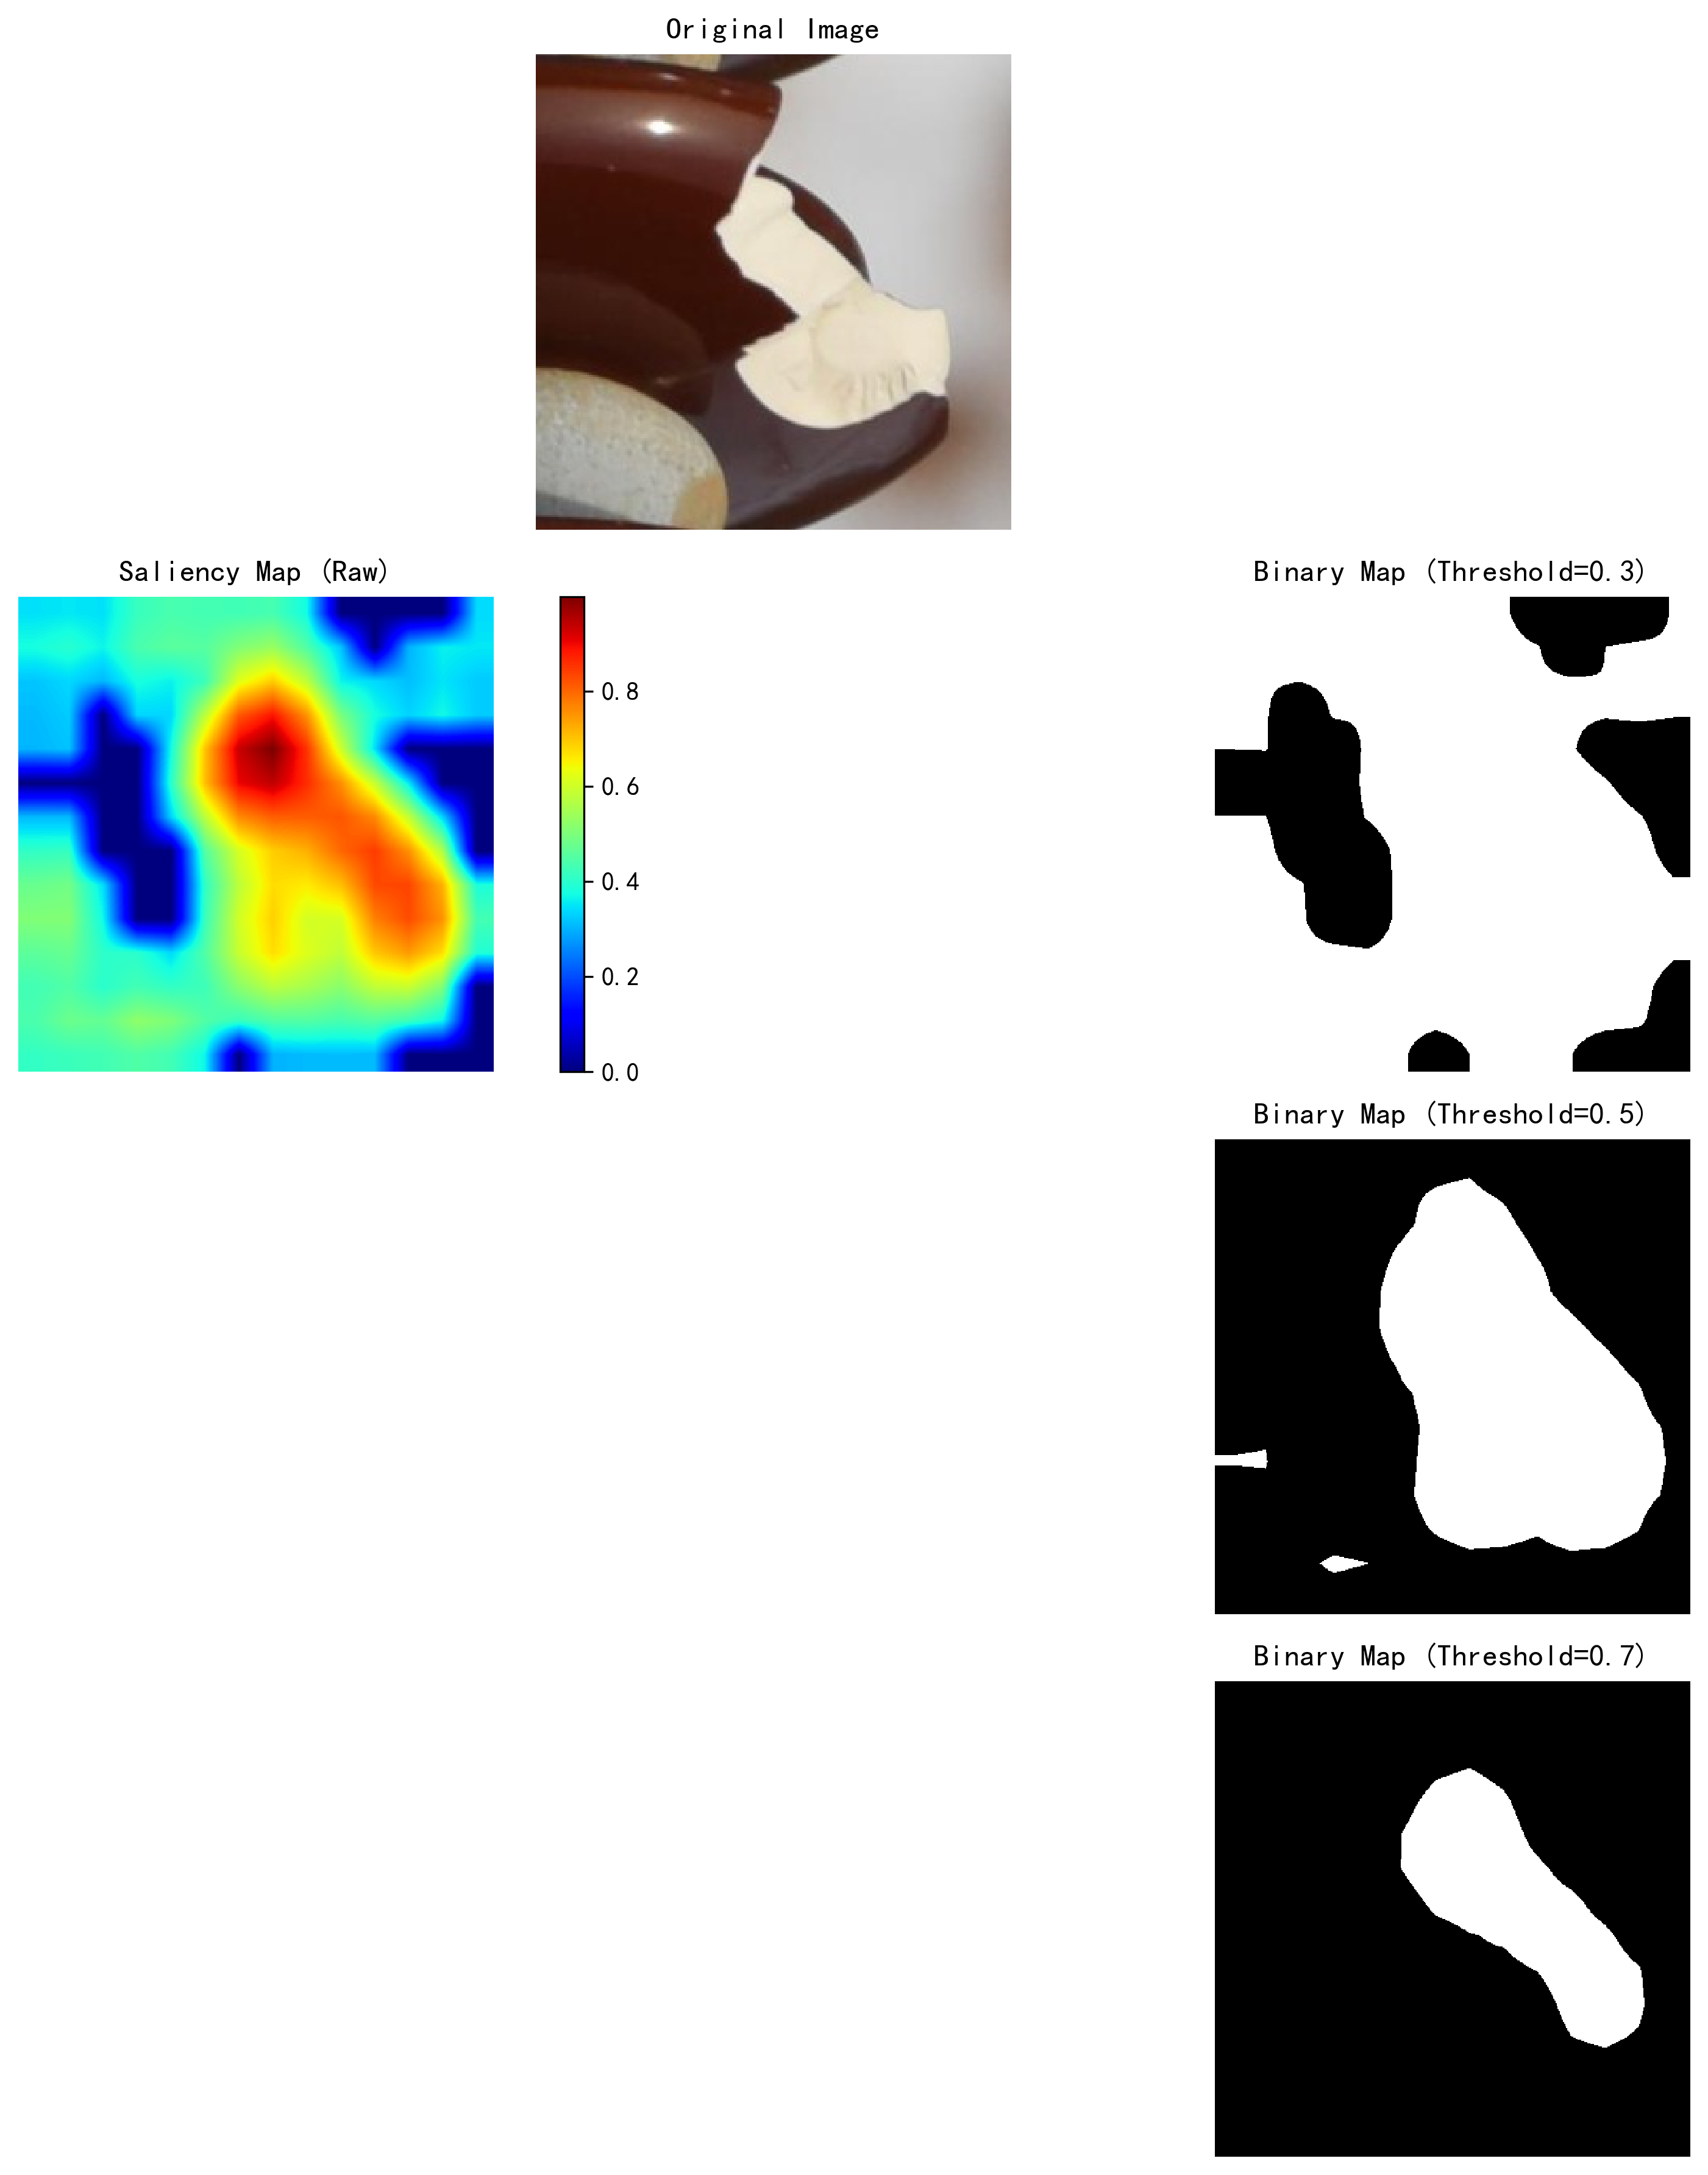 Original Image
Saliency Map (Raw)
0.8
0.6
0.4
0.2
0.0
Binary Map (Threshold=0.3)
Binary Map (Threshold=0.5)
Binary Map (Threshold=0.7)